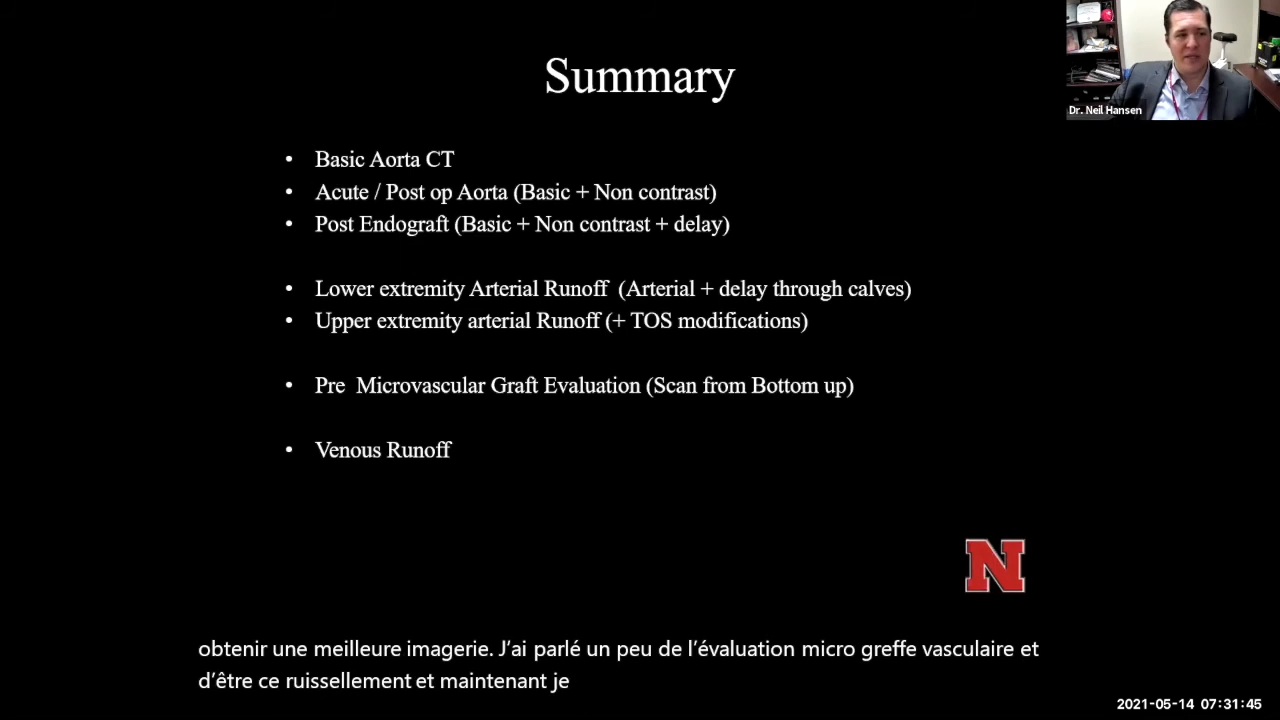 Summary
Dr. Neil Hansen
• Basic Aorta CT
• Acute / Post op Aorta (Basic + Non contrast)
• Post Endograft (Basic + Non contrast + delay)
• Lower extremity Arterial Runoff (Arterial + delay through calves)
• Upper extremity arterial Runoff (+ TOS modifications)
• Pre Microvascular Graft Evaluation (Scan from Bottom up)
• Venous Runoff
N
obtenir une meilleure imagerie. J’ai parlé un peu de l’évaluation micro greffe vasculaire et
d’être ce ruissellement et maintenant je
2021-05-14 07:31:45